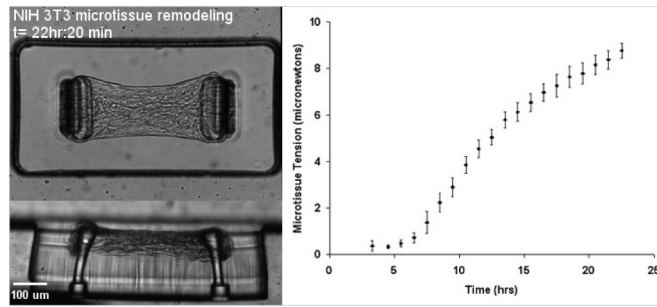 NIH 3T3 microtissue remodeling
t= 22hr:20 min
100 um
Microtissue Tension (micronewtons)
10
8
6
4
2
0
0
5
10
15
20
25
Time (hrs)